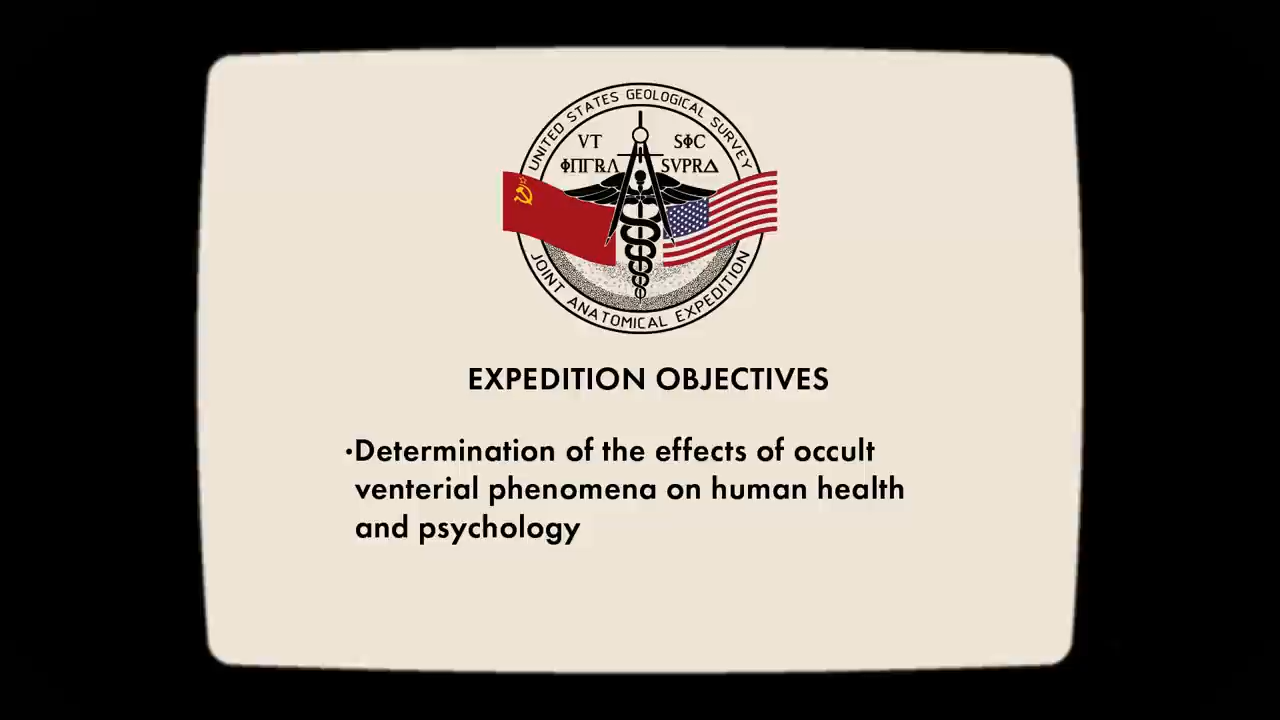 UNITED STATES GEOLOGICAL SURVEY
VT SΦC
ΦΠΓRΛ SVPRΔ
JOINT ANATOMICAL EXPEDITION
EXPEDITION OBJECTIVES
·Determination of the effects of occult
venterial phenomena on human health
and psychology